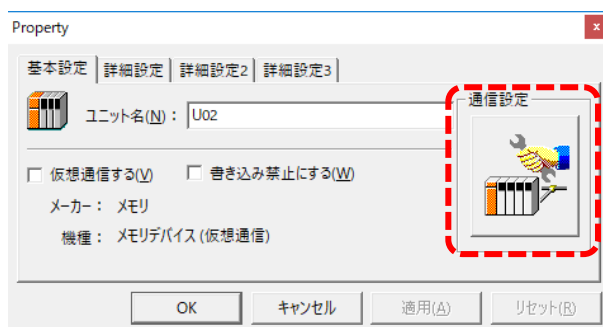 Property
x
基本設定 詳細設定 詳細設定2 詳細設定3
ユニット名(N)： U02
通信設定
仮想通信する(V) 書き込み禁止にする(W)
メーカー： メモリ
機種： メモリデバイス(仮想通信)
OK キャンセル 適用(A) リセット(R)